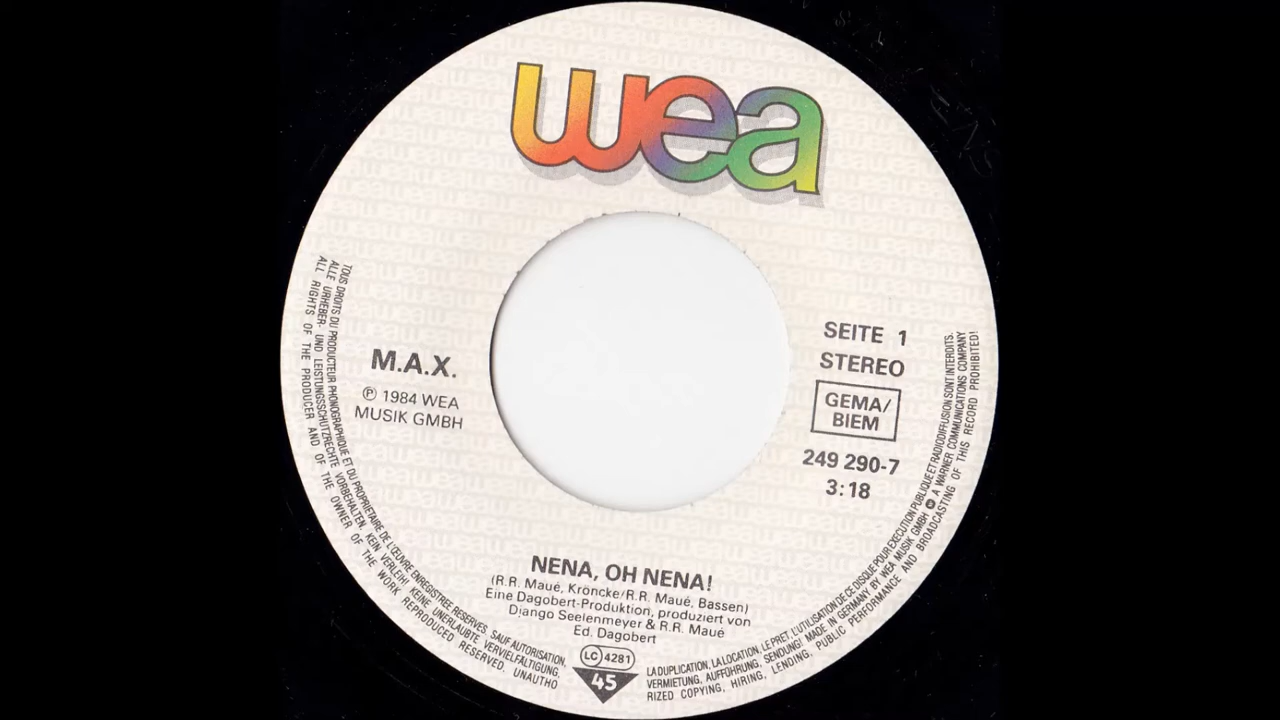 wea
M.A.X.
℗ 1984 WEA
MUSIK GMBH
SEITE 1
STEREO
GEMA/
BIEM
249 290-7
3:18
NENA, OH NENA!
(R.R. Maué, Kröncke/R.R. Maué, Bassen)
Eine Dagobert-Produktion, produziert von
Django Seelenmeyer & R.R. Maué
Ed. Dagobert
LC 4281
45
TOUS DROITS DU PRODUCTEUR PHONOGRAPHIQUE ET DU PROPRIETAIRE DE L'ŒUVRE ENREGISTREE RESERVES. SAUF AUTORISATION,
ALLE URHEBER- UND LEISTUNGSSCHUTZRECHTE VORBEHALTEN. KEIN VERLEIH! KEINE UNERLAUBTE VERVIELFÄLTIGUNG,
ALL RIGHTS OF THE PRODUCER AND OF THE OWNER OF THE WORK REPRODUCED RESERVED. UNAUTHO
LA DUPLICATION, LA LOCATION, LE PRET, L'UTILISATION DE CE DISQUE POUR EXECUTION PUBLIQUE ET RADIODIFFUSION SONT INTERDITS.
VERMIETUNG, AUFFÜHRUNG, SENDUNG! MADE IN GERMANY BY WEA MUSIK GMBH A WARNER COMMUNICATIONS COMPANY
RIZED COPYING, HIRING, LENDING, PUBLIC PERFORMANCE AND BROADCASTING OF THIS RECORD PROHIBITED!